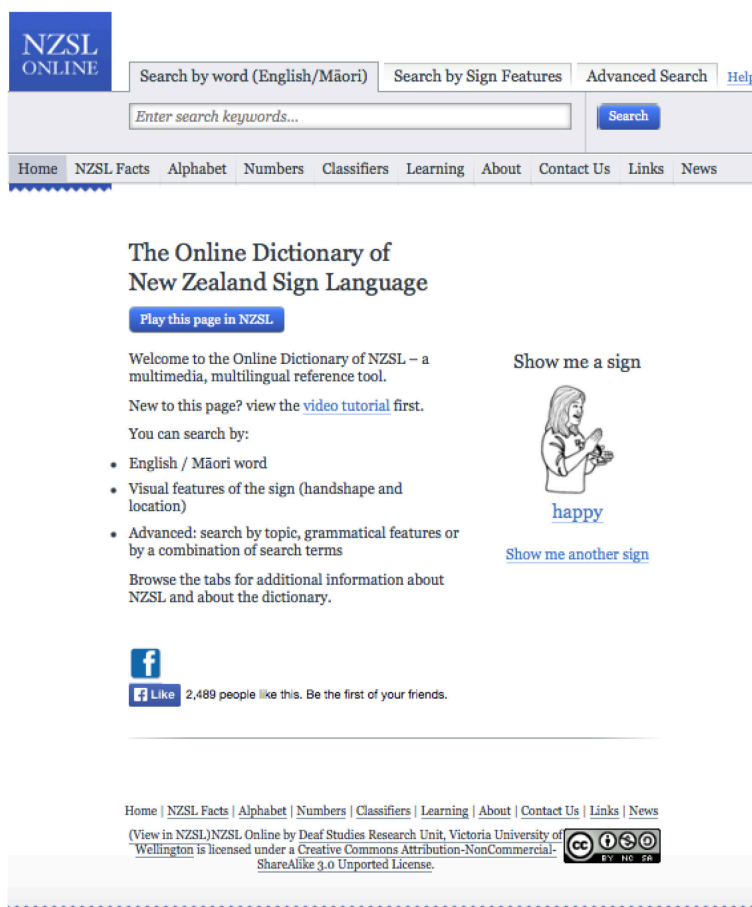 NZSL
ONLINE
Search by word (English/Māori)
Search by Sign Features
Advanced Search
Help
Enter search keywords...
Search
Home NZSL Facts Alphabet Numbers Classifiers Learning About Contact Us Links News
The Online Dictionary of
New Zealand Sign Language
Play this page in NZSL
Welcome to the Online Dictionary of NZSL – a
multimedia, multilingual reference tool.
New to this page? view the video tutorial first.
You can search by:
• English / Māori word
• Visual features of the sign (handshape and
location)
• Advanced: search by topic, grammatical features or
by a combination of search terms
Browse the tabs for additional information about
NZSL and about the dictionary.
Show me a sign
happy
Show me another sign
f
Like 2,489 people like this. Be the first of your friends.
Home | NZSL Facts | Alphabet | Numbers | Classifiers | Learning | About | Contact Us | Links | News
(View in NZSL)NZSL Online by Deaf Studies Research Unit, Victoria University of
Wellington is licensed under a Creative Commons Attribution-NonCommercial-
ShareAlike 3.0 Unported License.
cc
BY NC SA